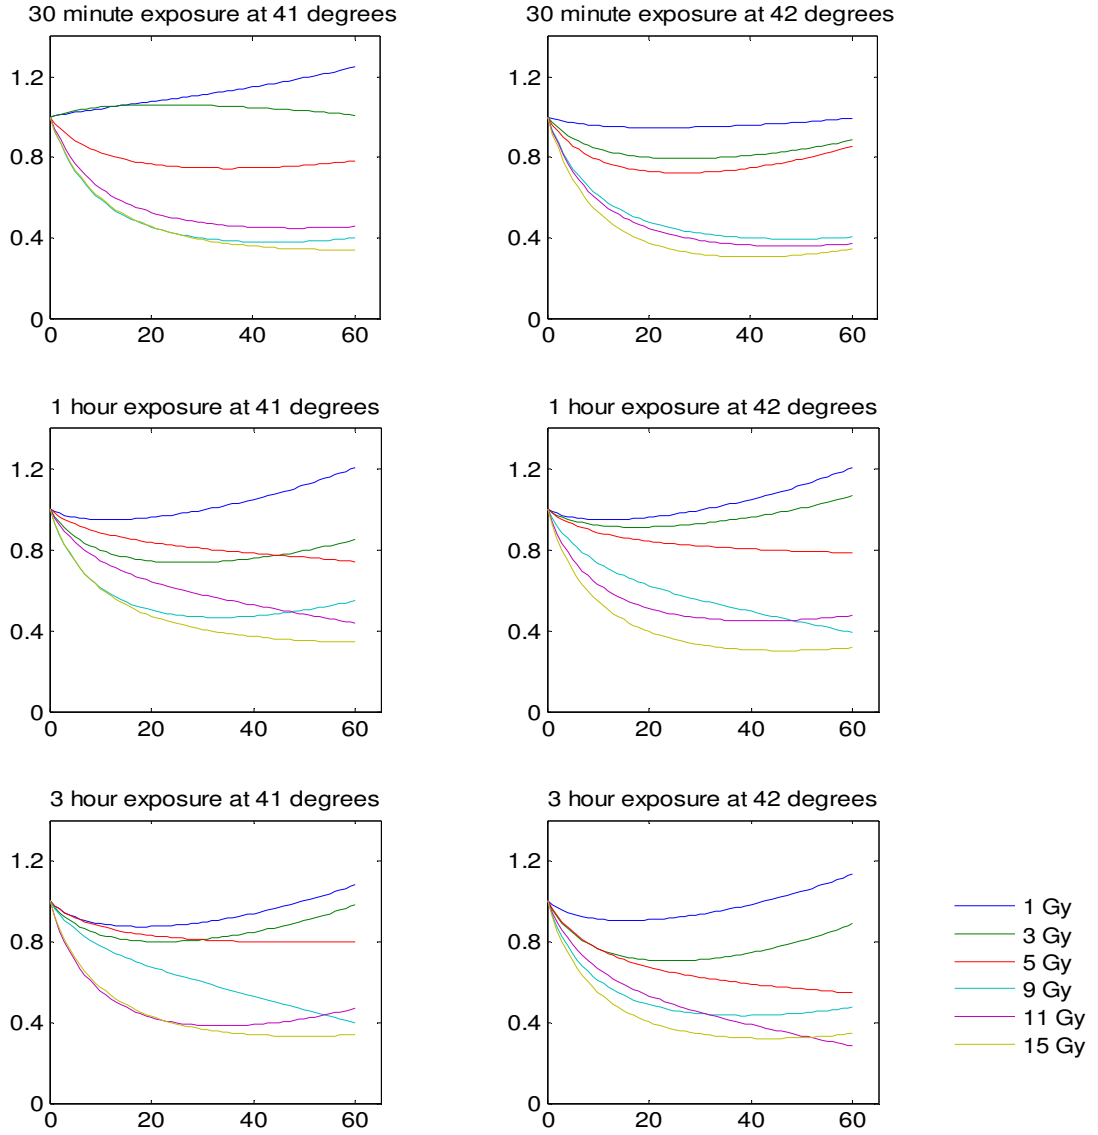 30 minute exposure at 41 degrees
1.2
0.8
0.4
0
0 20 40 60
30 minute exposure at 42 degrees
1.2
0.8
0.4
0
0 20 40 60
1 hour exposure at 41 degrees
1.2
0.8
0.4
0
0 20 40 60
1 hour exposure at 42 degrees
1.2
0.8
0.4
0
0 20 40 60
3 hour exposure at 41 degrees
1.2
0.8
0.4
0
0 20 40 60
3 hour exposure at 42 degrees
1.2
0.8
0.4
0
0 20 40 60
1 Gy
3 Gy
5 Gy
9 Gy
11 Gy
15 Gy